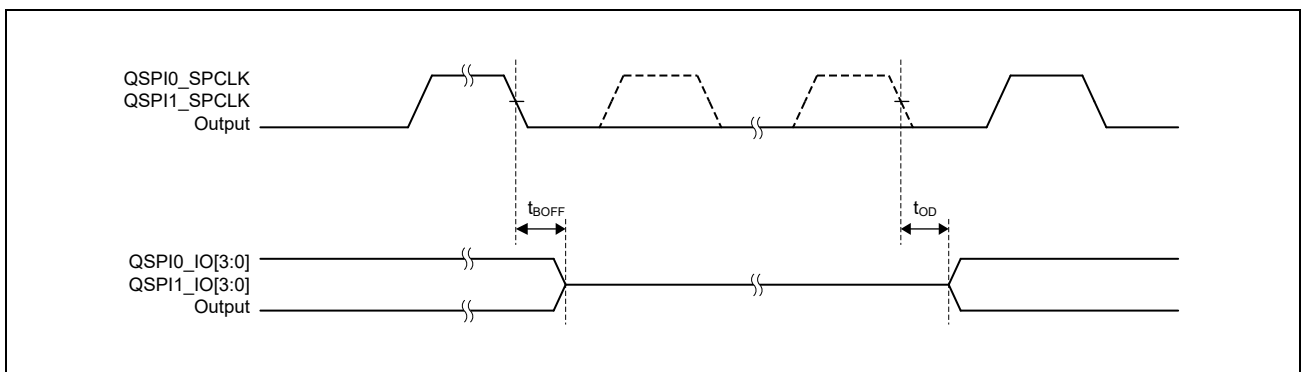 QSPI0_SPCLK
QSPI1_SPCLK
Output
tBOFF
tOD
QSPI0_IO[3:0]
QSPI1_IO[3:0]
Output